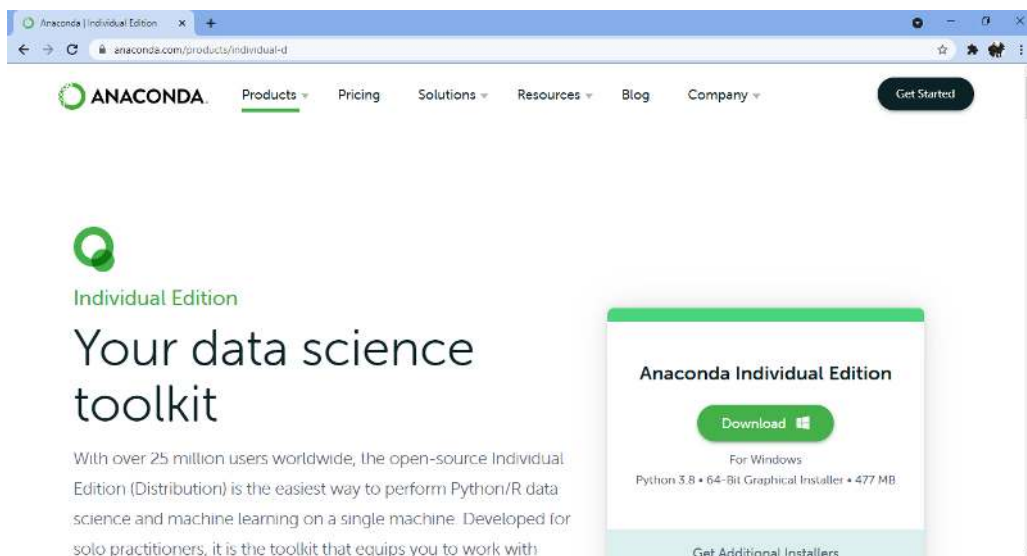 Anaconda | Individual Edition
anaconda.com/products/individual-d
ANACONDA.
Products
Pricing
Solutions
Resources
Blog
Company
Get Started
Individual Edition
Your data science
toolkit
With over 25 million users worldwide, the open-source Individual
Edition (Distribution) is the easiest way to perform Python/R data
science and machine learning on a single machine. Developed for
solo practitioners, it is the toolkit that equips you to work with
Anaconda Individual Edition
Download
For Windows
Python 3.8 • 64-Bit Graphical Installer • 477 MB
Get Additional Installers